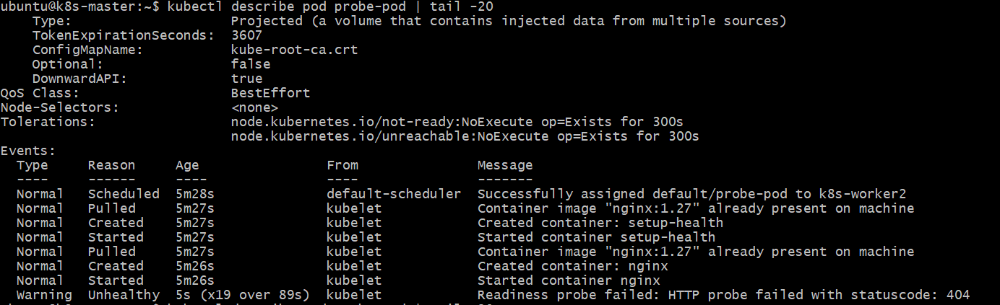 ubuntu@k8s-master:~$ kubectl describe pod probe-pod | tail -20
    Type:                    Projected (a volume that contains injected data from multiple sources)
    TokenExpirationSeconds:  3607
    ConfigMapName:           kube-root-ca.crt
    Optional:                false
    DownwardAPI:             true
QoS Class:                   BestEffort
Node-Selectors:              <none>
Tolerations:                 node.kubernetes.io/not-ready:NoExecute op=Exists for 300s
                             node.kubernetes.io/unreachable:NoExecute op=Exists for 300s
Events:
  Type     Reason     Age                From               Message
  ----     ------     ----               ----               -------
  Normal   Scheduled  5m28s              default-scheduler  Successfully assigned default/probe-pod to k8s-worker2
  Normal   Pulled     5m27s              kubelet            Container image "nginx:1.27" already present on machine
  Normal   Created    5m27s              kubelet            Created container: setup-health
  Normal   Started    5m27s              kubelet            Started container setup-health
  Normal   Pulled     5m27s              kubelet            Container image "nginx:1.27" already present on machine
  Normal   Created    5m26s              kubelet            Created container: nginx
  Normal   Started    5m26s              kubelet            Started container nginx
  Warning  Unhealthy  5s (x19 over 89s)  kubelet            Readiness probe failed: HTTP probe failed with statuscode: 404